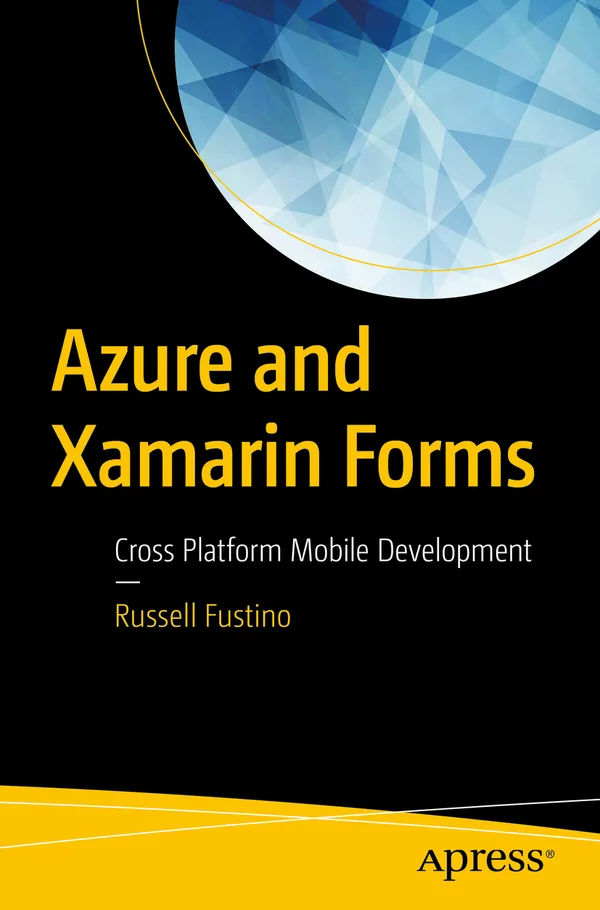 Azure and
Xamarin Forms
Cross Platform Mobile Development
—
Russell Fustino
Apress®